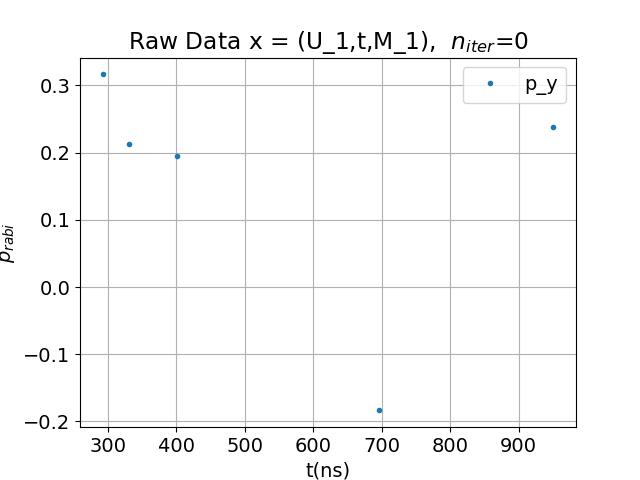 Raw Data x = (U_1,t,M_1), n_iter=0
p_y
0.3
0.2
0.1
0.0
−0.1
−0.2
p_rabi
300 400 500 600 700 800 900
t(ns)